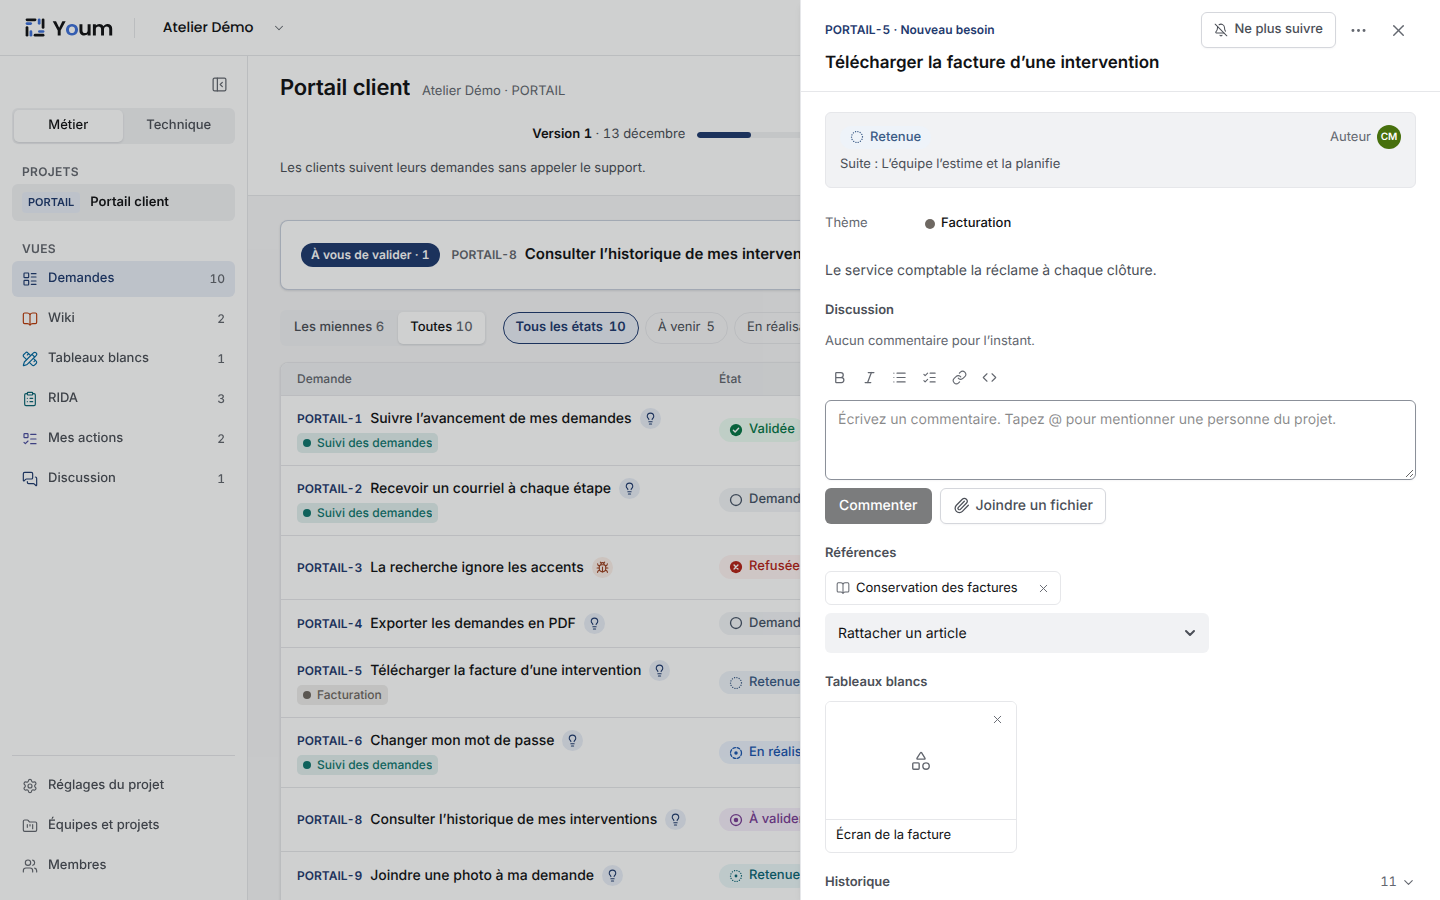 Youm
Atelier Démo
Métier
Technique
PROJETS
PORTAIL Portail client
VUES
Demandes 10
Wiki 2
Tableaux blancs 1
RIDA 3
Mes actions 2
Discussion 1
Réglages du projet
Équipes et projets
Membres
Portail client Atelier Démo · PORTAIL
Version 1 · 13 décembre
Les clients suivent leurs demandes sans appeler le support.
À vous de valider · 1 PORTAIL-8 Consulter l’historique de mes interven
Les miennes 6 Toutes 10 Tous les états 10 À venir 5 En réalis
Demande État
PORTAIL-1 Suivre l’avancement de mes demandes
Suivi des demandes
Validée
PORTAIL-2 Recevoir un courriel à chaque étape
Suivi des demandes
Demand
PORTAIL-3 La recherche ignore les accents
Refusée
PORTAIL-4 Exporter les demandes en PDF
Demand
PORTAIL-5 Télécharger la facture d’une intervention
Facturation
Retenue
PORTAIL-6 Changer mon mot de passe
Suivi des demandes
En réalis
PORTAIL-8 Consulter l’historique de mes interventions
À valider
PORTAIL-9 Joindre une photo à ma demande
Retenue
PORTAIL-5 · Nouveau besoin
Ne plus suivre
Télécharger la facture d’une intervention
Retenue
Auteur CM
Suite : L’équipe l’estime et la planifie
Thème Facturation
Le service comptable la réclame à chaque clôture.
Discussion
Aucun commentaire pour l’instant.
Écrivez un commentaire. Tapez @ pour mentionner une personne du projet.
Commenter
Joindre un fichier
Références
Conservation des factures
Rattacher un article
Tableaux blancs
Écran de la facture
Historique 11